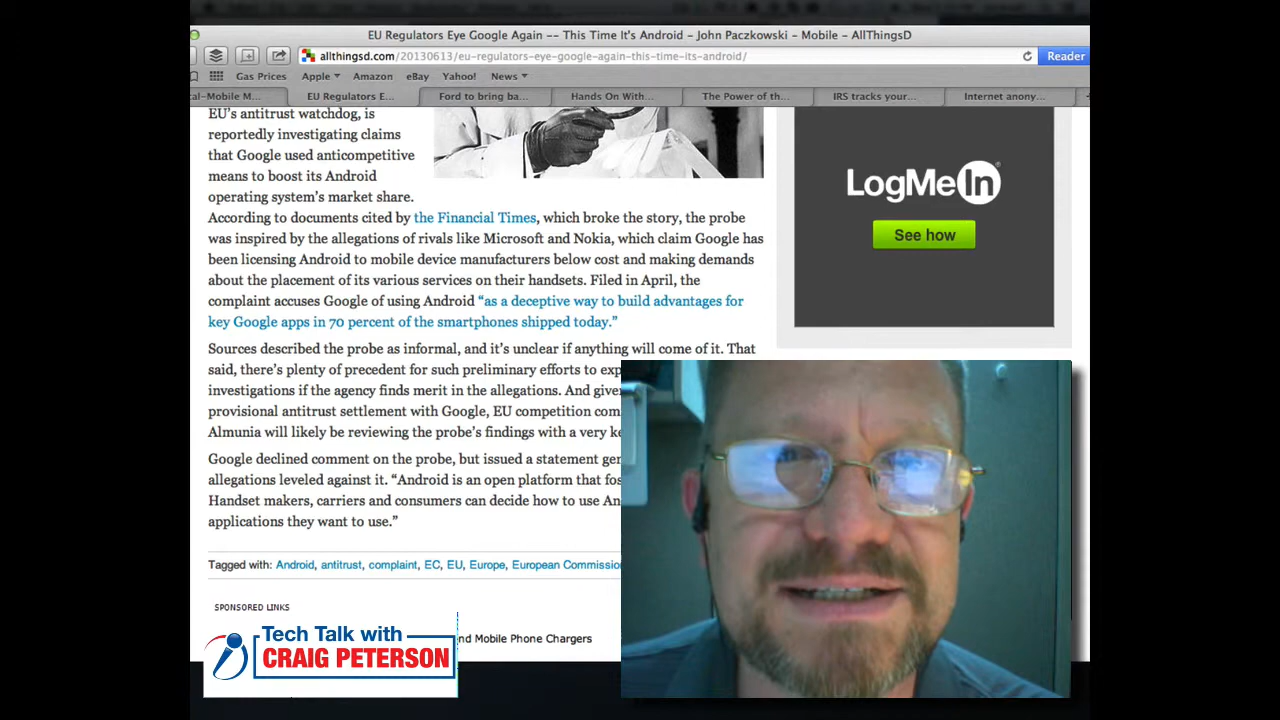 EU Regulators Eye Google Again -- This Time It's Android - John Paczkowski - Mobile - AllThingsD
allthingsd.com/20130613/eu-regulators-eye-google-again-this-time-its-android/
Reader
Gas Prices Apple Amazon eBay Yahoo! News
cal-Mobile M... EU Regulators E... Ford to bring ba... Hands On With... The Power of th... IRS tracks your... Internet anony...
EU's antitrust watchdog, is
reportedly investigating claims
that Google used anticompetitive
means to boost its Android
operating system's market share.
According to documents cited by the Financial Times, which broke the story, the probe
was inspired by the allegations of rivals like Microsoft and Nokia, which claim Google has
been licensing Android to mobile device manufacturers below cost and making demands
about the placement of its various services on their handsets. Filed in April, the
complaint accuses Google of using Android “as a deceptive way to build advantages for
key Google apps in 70 percent of the smartphones shipped today.”
Sources described the probe as informal, and it's unclear if anything will come of it. That
said, there's plenty of precedent for such preliminary efforts to exp
investigations if the agency finds merit in the allegations. And give
provisional antitrust settlement with Google, EU competition com
Almunia will likely be reviewing the probe's findings with a very ke
Google declined comment on the probe, but issued a statement gen
allegations leveled against it. “Android is an open platform that fos
Handset makers, carriers and consumers can decide how to use An
applications they want to use.”
Tagged with: Android, antitrust, complaint, EC, EU, Europe, European Commissio
SPONSORED LINKS
nd Mobile Phone Chargers
LogMeIn
See how
Tech Talk with
CRAIG PETERSON